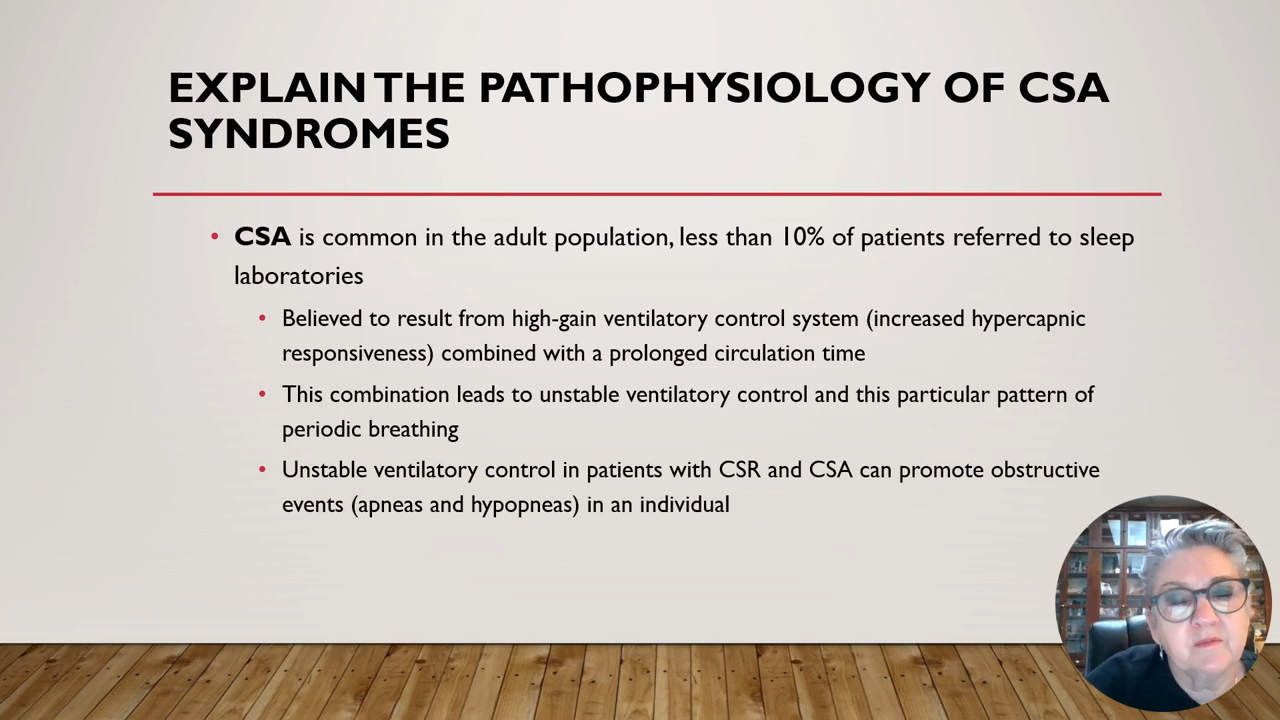 EXPLAIN THE PATHOPHYSIOLOGY OF CSA
SYNDROMES
• CSA is common in the adult population, less than 10% of patients referred to sleep
laboratories
• Believed to result from high-gain ventilatory control system (increased hypercapnic
responsiveness) combined with a prolonged circulation time
• This combination leads to unstable ventilatory control and this particular pattern of
periodic breathing
• Unstable ventilatory control in patients with CSR and CSA can promote obstructive
events (apneas and hypopneas) in an individual